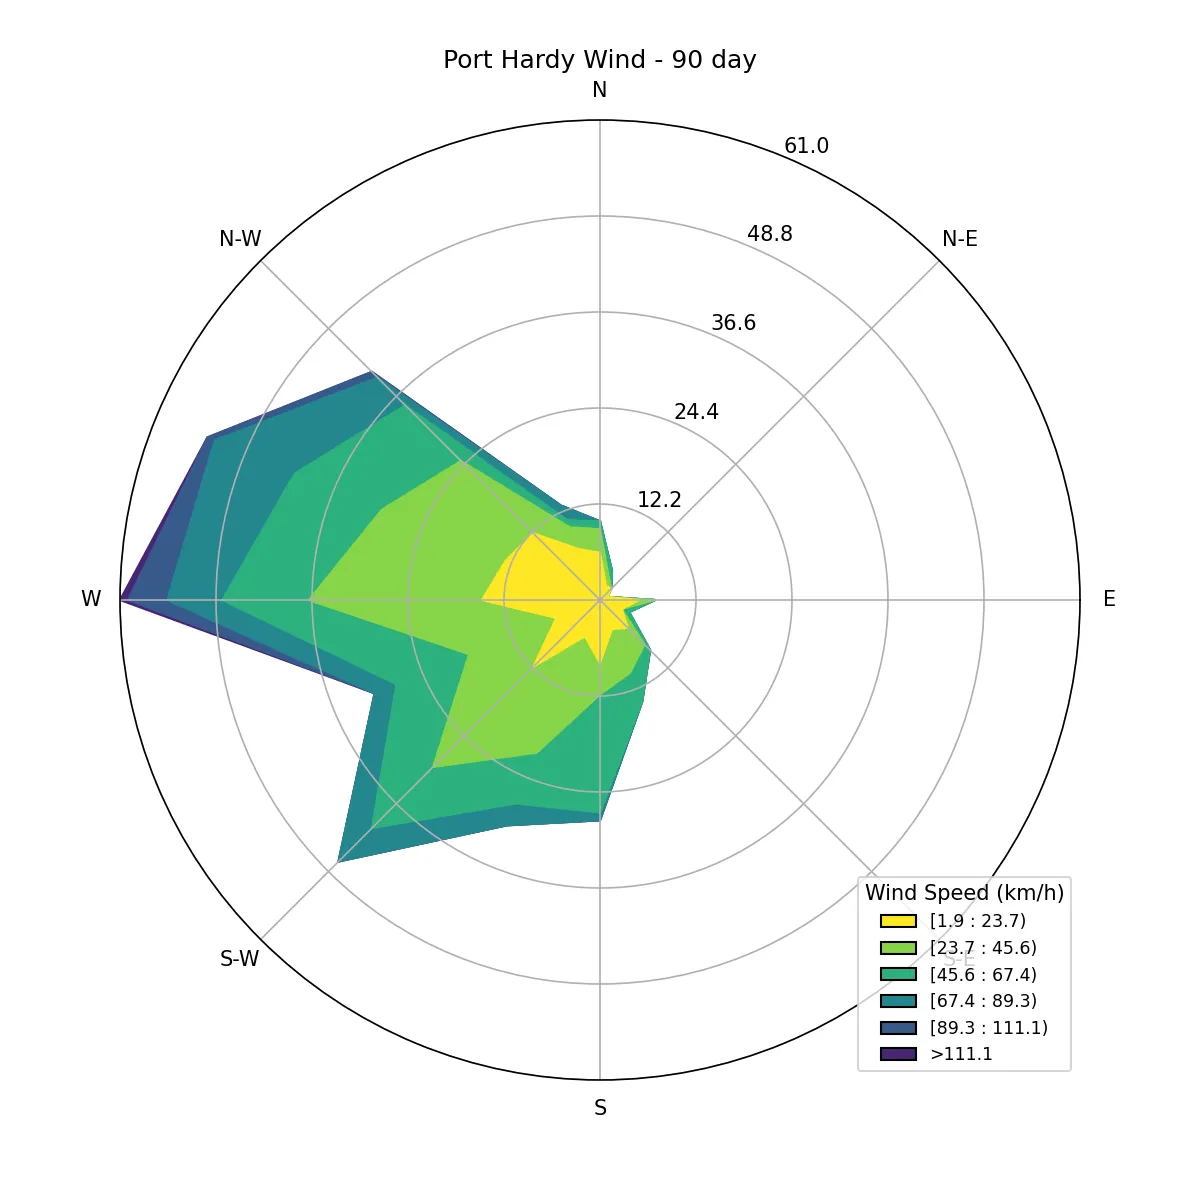 Port Hardy Wind - 90 day
N
61.0
48.8
N-W
N-E
36.6
24.4
12.2
W
E
Wind Speed (km/h)
[1.9 : 23.7)
[23.7 : 45.6)
S-W
S-E
[45.6 : 67.4)
[67.4 : 89.3)
[89.3 : 111.1)
>111.1
S